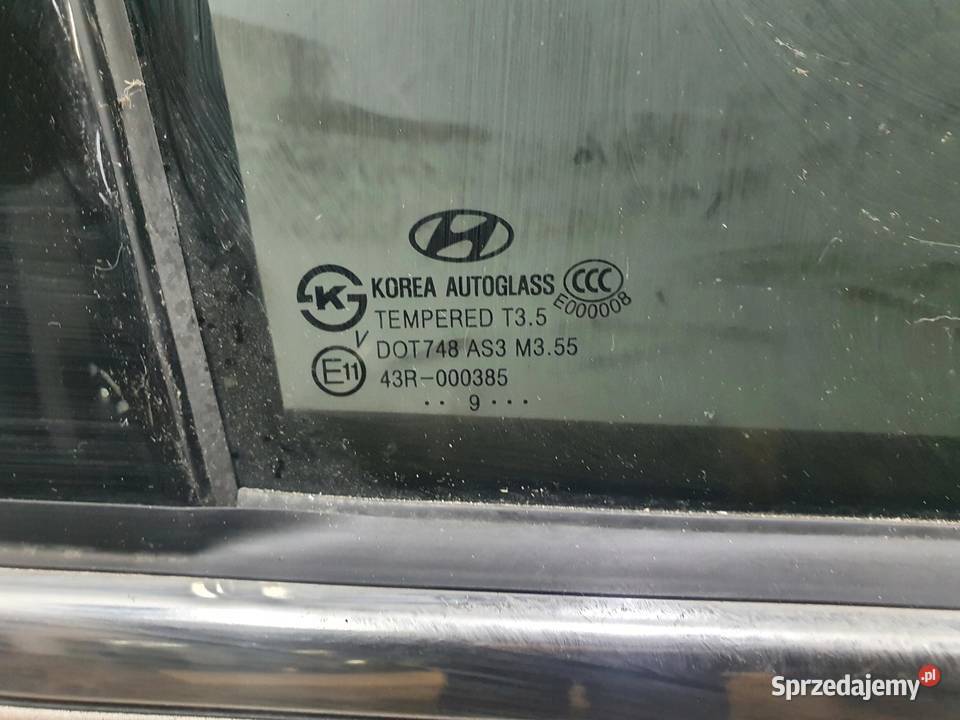 KOREA AUTOGLASS
CCC
E000008
K
TEMPERED T3.5
V
DOT748 AS3 M3.55
E11
43R-000385
·· 9 ···
Sprzedajemy.pl